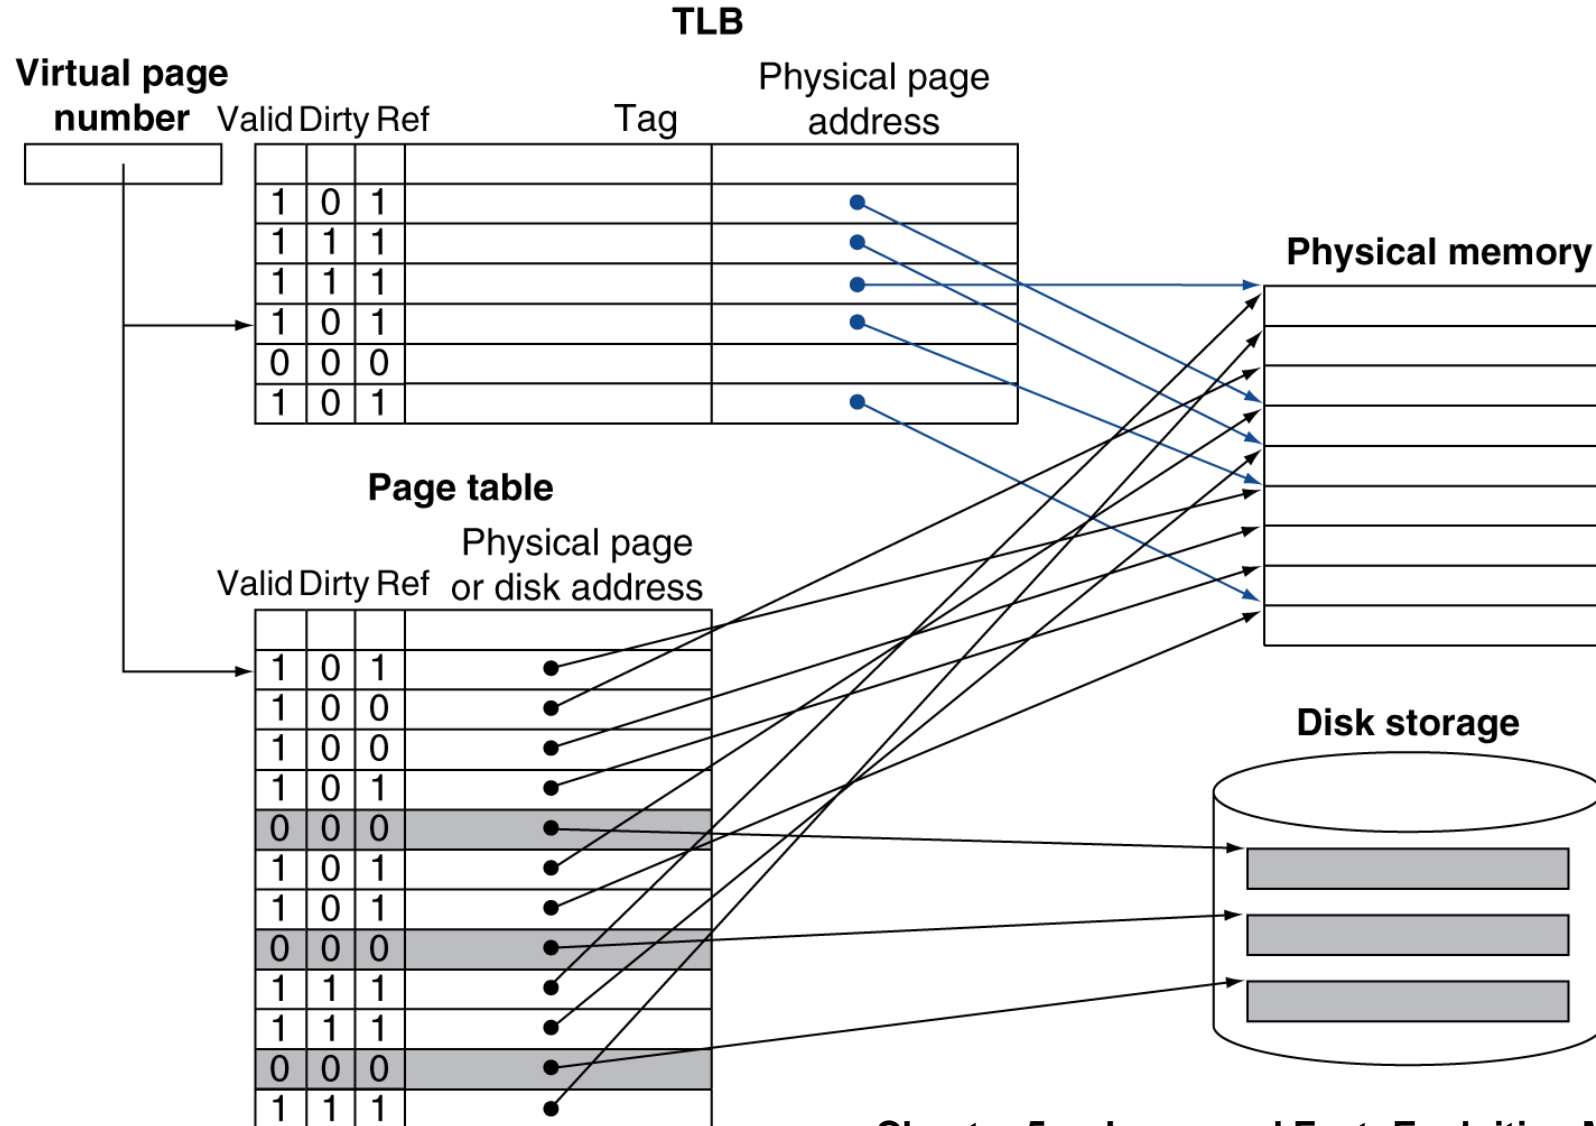 TLB
Virtual page
number
Valid Dirty Ref
Tag
Physical page
address
1 0 1
1 1 1
1 1 1
1 0 1
0 0 0
1 0 1
Physical memory
Page table
Valid Dirty Ref
Physical page
or disk address
1 0 1
1 0 0
1 0 0
1 0 1
0 0 0
1 0 1
1 0 1
0 0 0
1 1 1
1 1 1
0 0 0
1 1 1
Disk storage